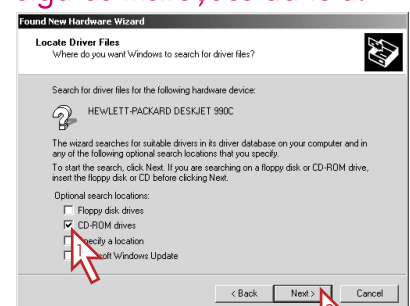 Found New Hardware Wizard
Locate Driver Files
Where do you want Windows to search for driver files?
Search for driver files for the following hardware device:
HEWLETT-PACKARD DESKJET 990C
The wizard searches for suitable drivers in its driver database on your computer and in
any of the following optional search locations that you specify.
To start the search, click Next. If you are searching on a floppy disk or CD-ROM drive,
insert the floppy disk or CD before clicking Next.
Optional search locations:
Floppy disk drives
CD-ROM drives
Specify a location
Microsoft Windows Update
1
< Back Next > Cancel